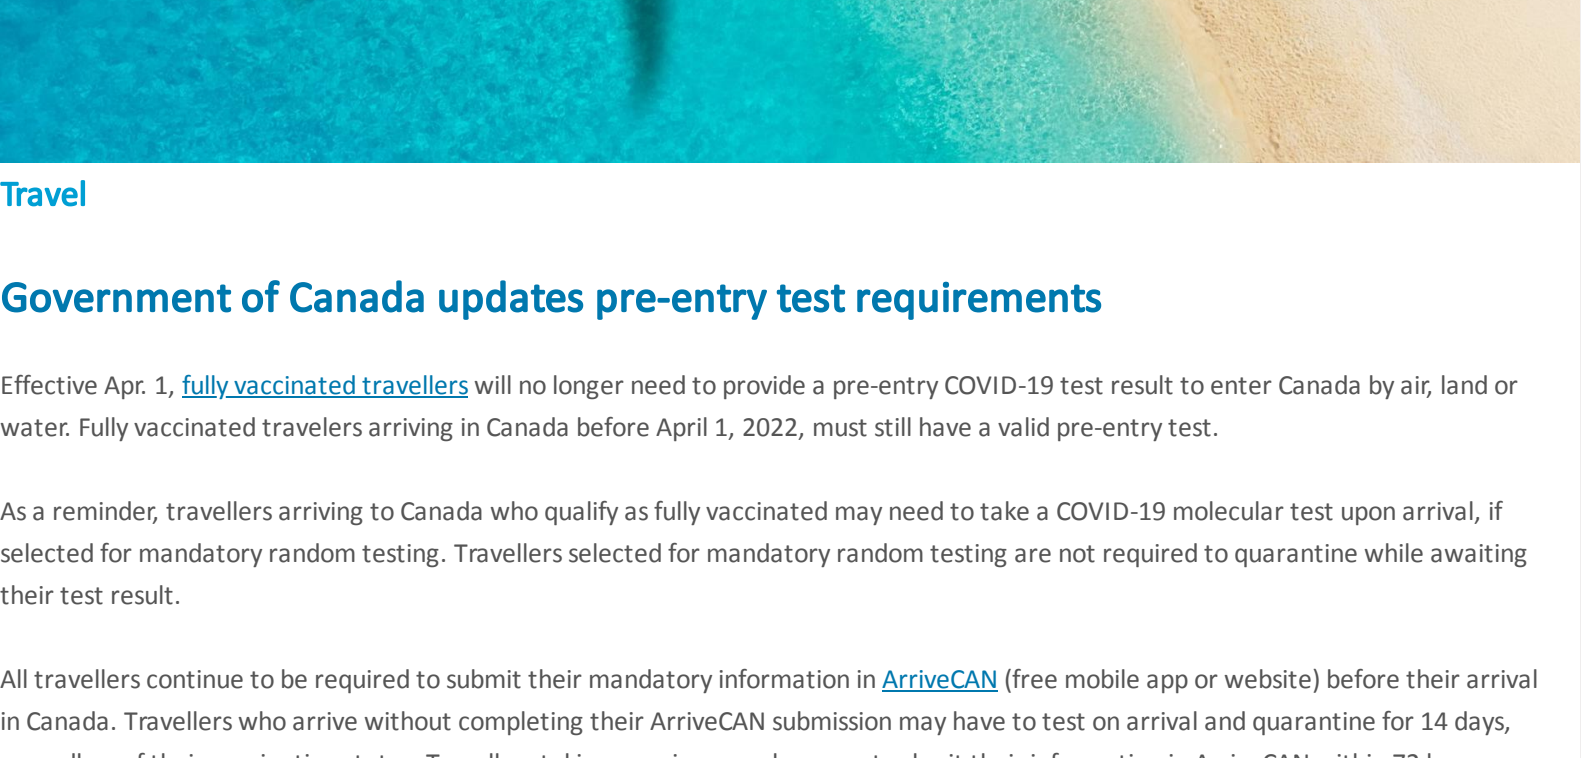 Travel
Government of Canada updates pre-entry test requirements
Effective Apr. 1, fully vaccinated travellers will no longer need to provide a pre-entry COVID-19 test result to enter Canada by air, land or
water. Fully vaccinated travelers arriving in Canada before April 1, 2022, must still have a valid pre-entry test.
As a reminder, travellers arriving to Canada who qualify as fully vaccinated may need to take a COVID-19 molecular test upon arrival, if
selected for mandatory random testing. Travellers selected for mandatory random testing are not required to quarantine while awaiting
their test result.
All travellers continue to be required to submit their mandatory information in ArriveCAN (free mobile app or website) before their arrival
in Canada. Travellers who arrive without completing their ArriveCAN submission may have to test on arrival and quarantine for 14 days,